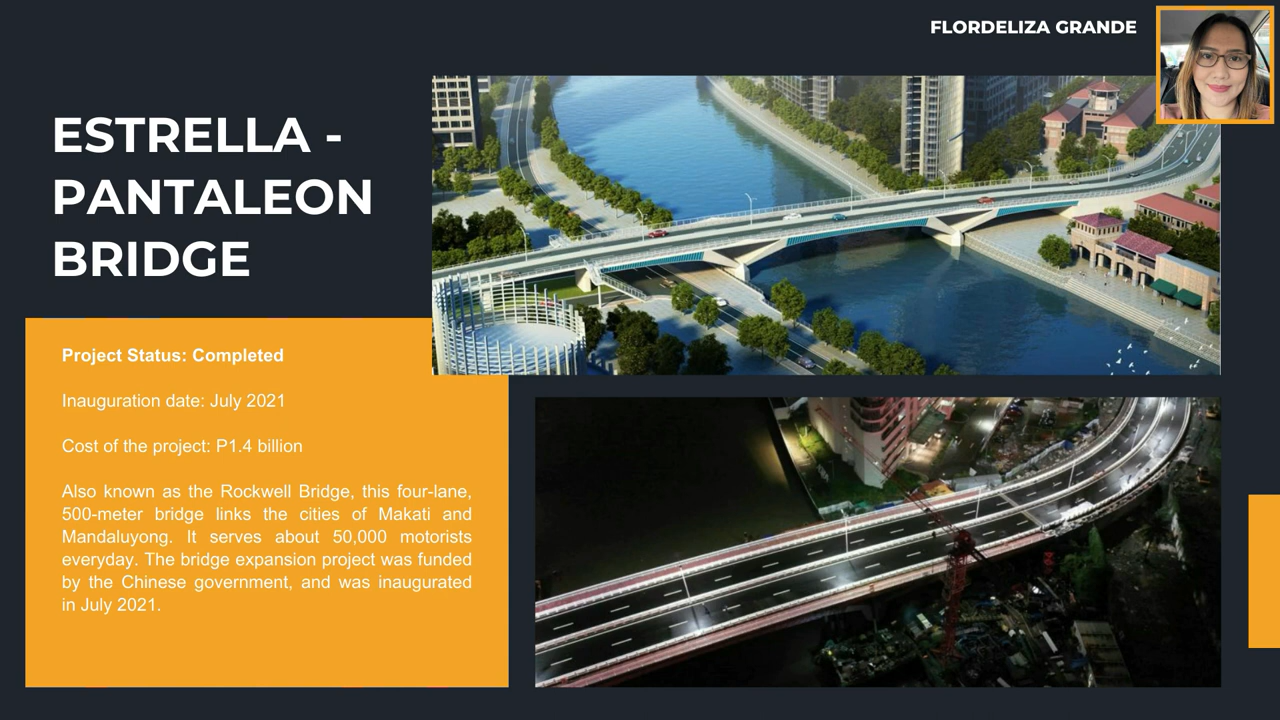 FLORDELIZA GRANDE
ESTRELLA -
PANTALEON
BRIDGE
Project Status: Completed
Inauguration date: July 2021
Cost of the project: P1.4 billion
Also known as the Rockwell Bridge, this four-lane,
500-meter bridge links the cities of Makati and
Mandaluyong. It serves about 50,000 motorists
everyday. The bridge expansion project was funded
by the Chinese government, and was inaugurated
in July 2021.